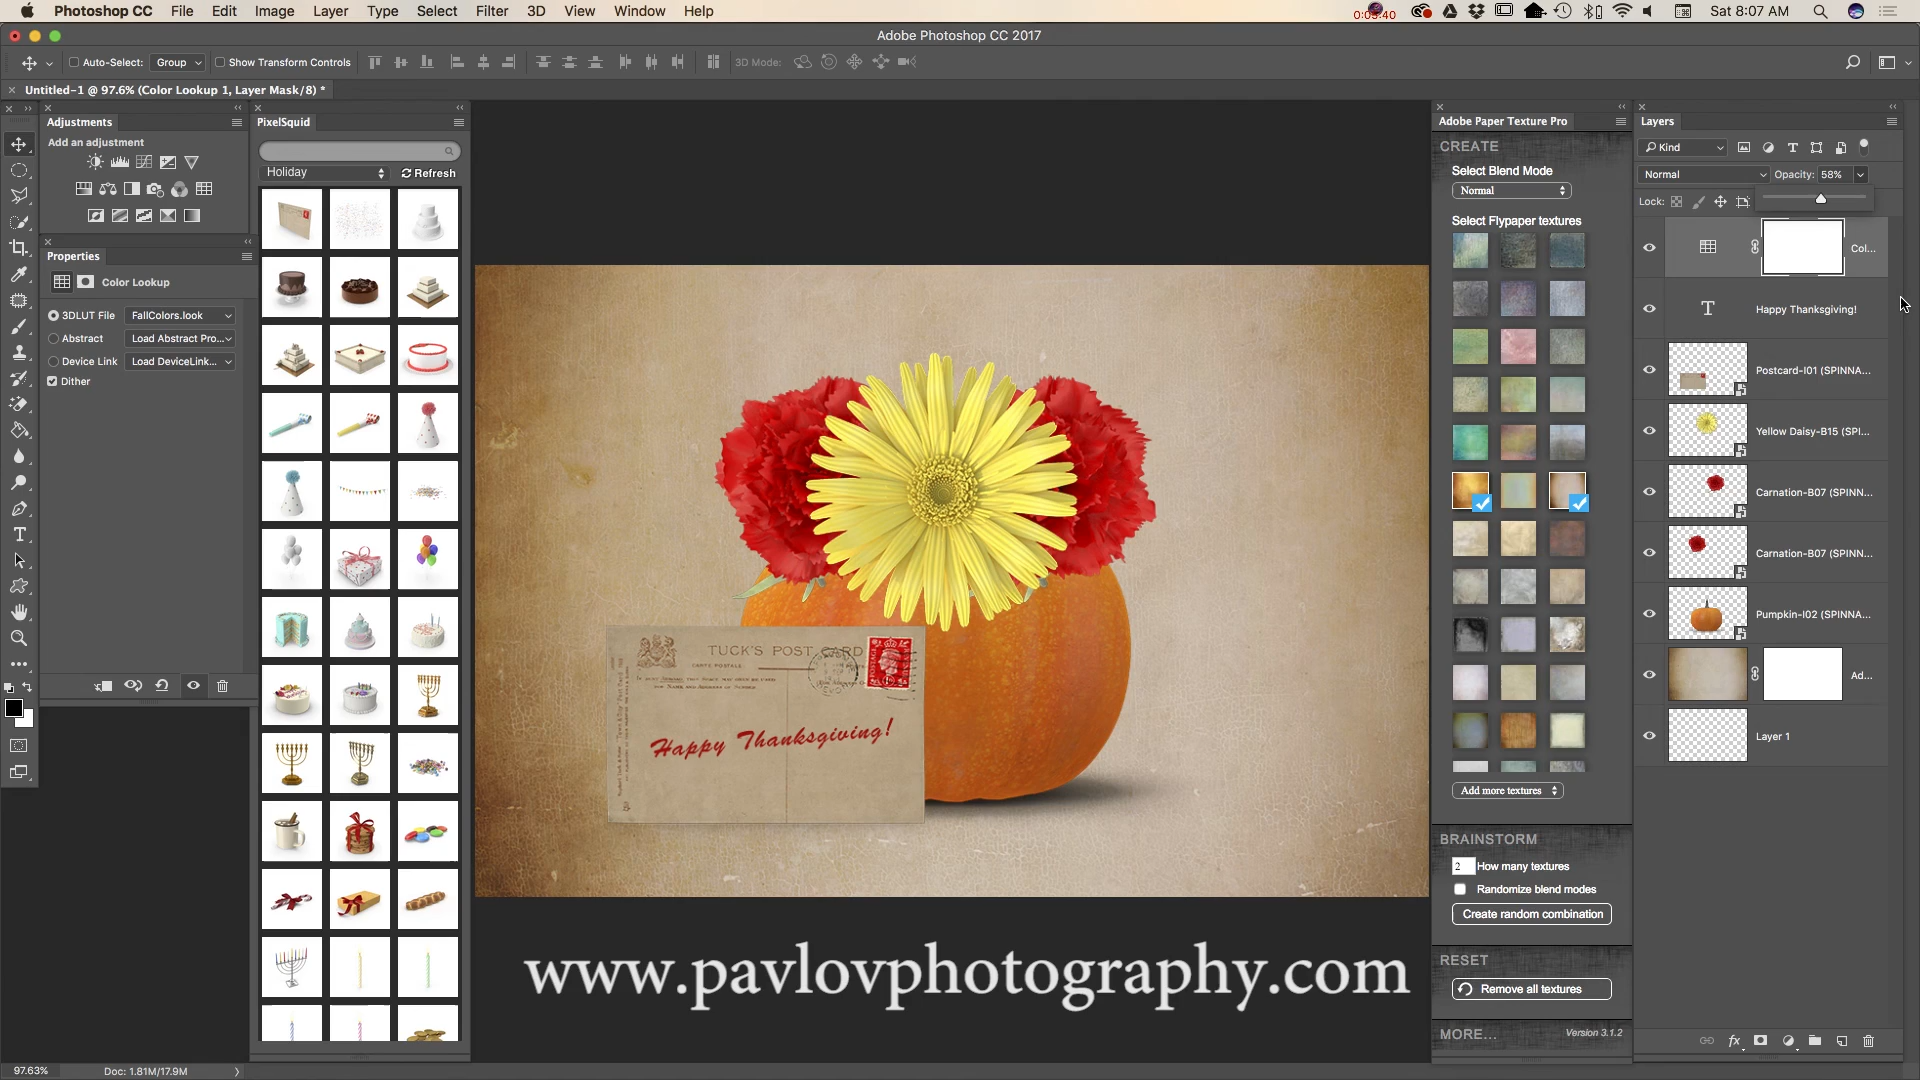 Photoshop CC File Edit Image Layer Type Select Filter 3D View Window Help
0:05:40
Sat 8:07 AM
Adobe Photoshop CC 2017
Auto-Select: Group Show Transform Controls 3D Mode:
Untitled-1 @ 97.6% (Color Lookup 1, Layer Mask/8) *
Adjustments
Add an adjustment
Properties
Color Lookup
3DLUT File FallColors.look
Abstract Load Abstract Pro...
Device Link Load DeviceLink...
Dither
PixelSquid
Holiday Refresh
TUCK'S POST CARD
CARTE POSTALE
Happy Thanksgiving!
www.pavlovphotography.com
Adobe Paper Texture Pro
CREATE
Select Blend Mode
Normal
Select Flypaper textures
Add more textures
BRAINSTORM
2 How many textures
Randomize blend modes
Create random combination
RESET
Remove all textures
MORE... Version 3.1.2
Layers
Kind
Normal Opacity: 58%
Lock:
Col...
T Happy Thanksgiving!
Postcard-I01 (SPINNA...
Yellow Daisy-B15 (SPI...
Carnation-B07 (SPINN...
Carnation-B07 (SPINN...
Pumpkin-I02 (SPINNA...
Ad...
Layer 1
97.63% Doc: 1.81M/17.9M